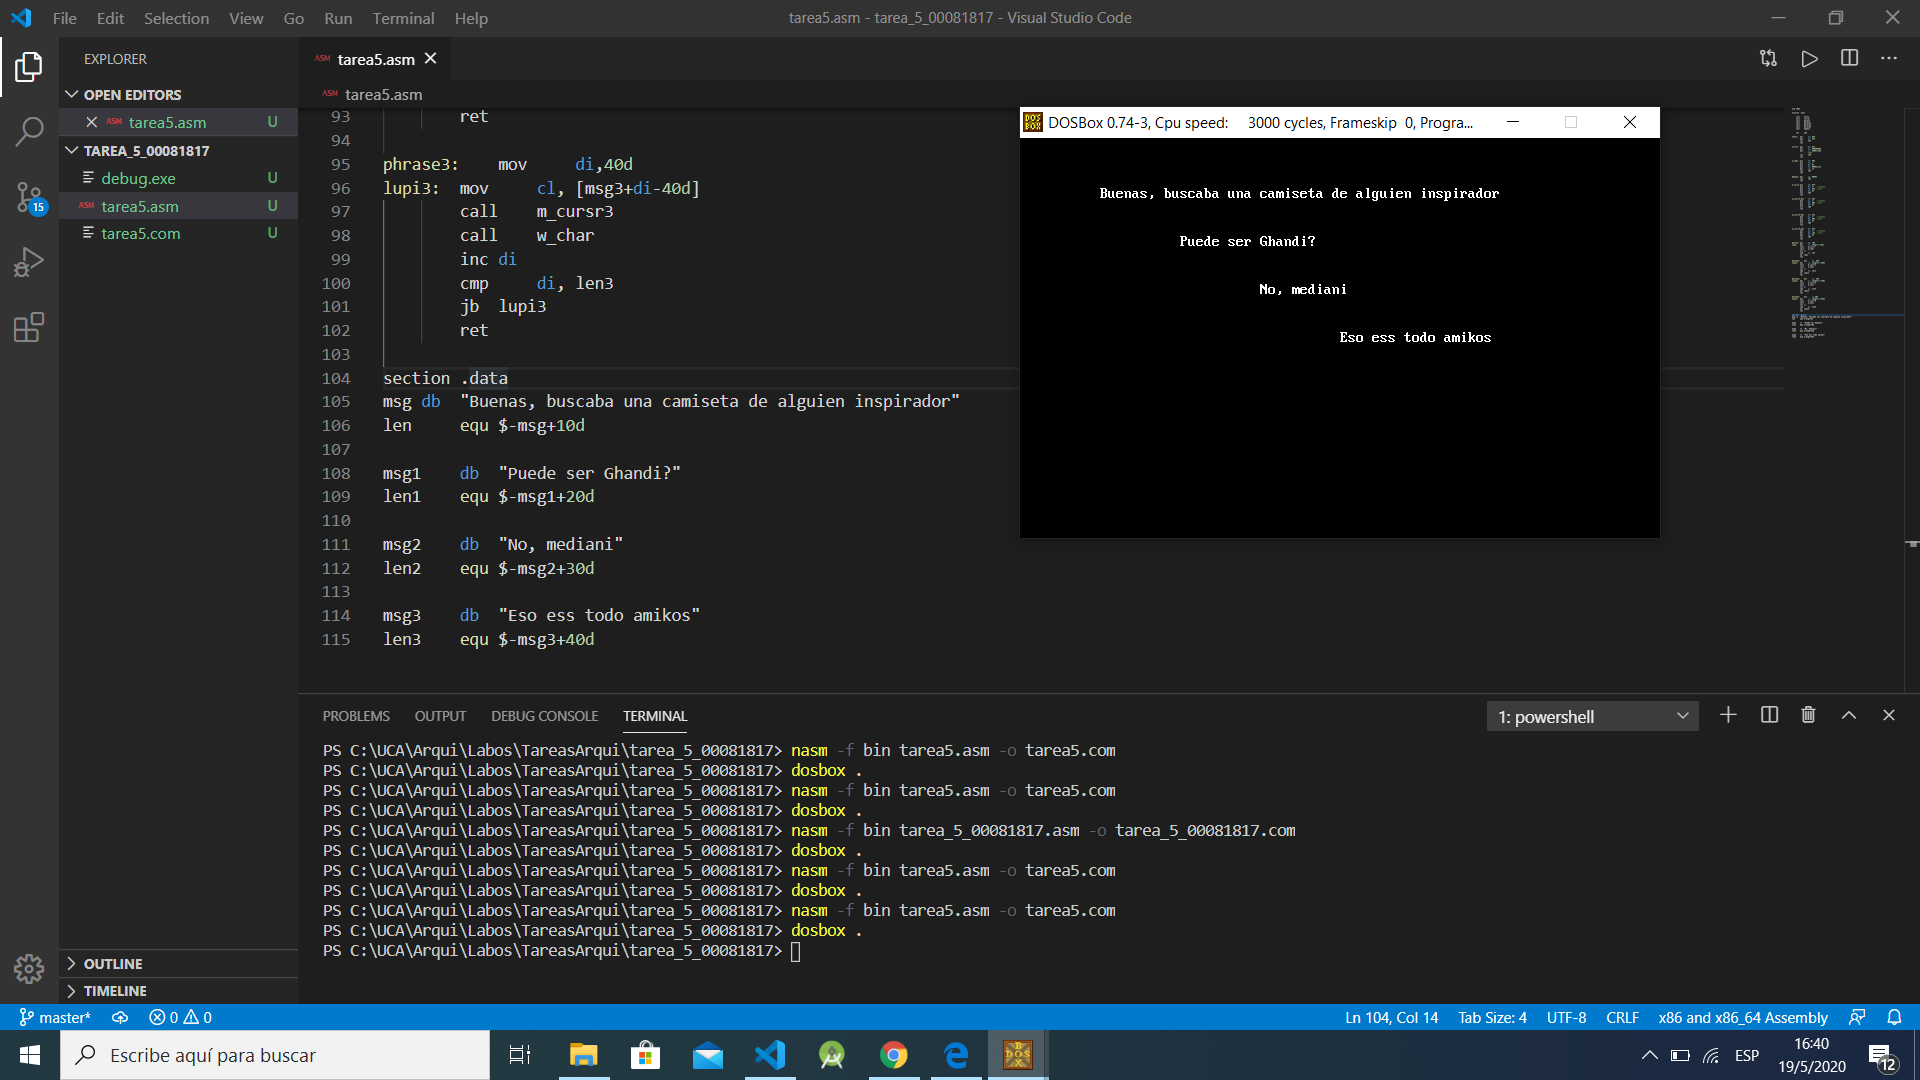 File Edit Selection View Go Run Terminal Help
tarea5.asm - tarea_5_00081817 - Visual Studio Code
EXPLORER
OPEN EDITORS
ASM tarea5.asm U
TAREA_5_00081817
debug.exe U
ASM tarea5.asm U
tarea5.com U
OUTLINE
TIMELINE
15
ASM tarea5.asm
ASM tarea5.asm
93 ret
94
95 phrase3: mov di,40d
96 lupi3: mov cl, [msg3+di-40d]
97 call m_cursr3
98 call w_char
99 inc di
100 cmp di, len3
101 jb lupi3
102 ret
103
104 section .data
105 msg db "Buenas, buscaba una camiseta de alguien inspirador"
106 len equ $-msg+10d
107
108 msg1 db "Puede ser Ghandi?"
109 len1 equ $-msg1+20d
110
111 msg2 db "No, mediani"
112 len2 equ $-msg2+30d
113
114 msg3 db "Eso ess todo amikos"
115 len3 equ $-msg3+40d
DOS BOX
DOSBox 0.74-3, Cpu speed: 3000 cycles, Frameskip 0, Progra...
Buenas, buscaba una camiseta de alguien inspirador
Puede ser Ghandi?
No, mediani
Eso ess todo amikos
PROBLEMS OUTPUT DEBUG CONSOLE TERMINAL
1: powershell
PS C:\UCA\Arqui\Labos\TareasArqui\tarea_5_00081817> nasm -f bin tarea5.asm -o tarea5.com
PS C:\UCA\Arqui\Labos\TareasArqui\tarea_5_00081817> dosbox .
PS C:\UCA\Arqui\Labos\TareasArqui\tarea_5_00081817> nasm -f bin tarea5.asm -o tarea5.com
PS C:\UCA\Arqui\Labos\TareasArqui\tarea_5_00081817> dosbox .
PS C:\UCA\Arqui\Labos\TareasArqui\tarea_5_00081817> nasm -f bin tarea_5_00081817.asm -o tarea_5_00081817.com
PS C:\UCA\Arqui\Labos\TareasArqui\tarea_5_00081817> dosbox .
PS C:\UCA\Arqui\Labos\TareasArqui\tarea_5_00081817> nasm -f bin tarea5.asm -o tarea5.com
PS C:\UCA\Arqui\Labos\TareasArqui\tarea_5_00081817> dosbox .
PS C:\UCA\Arqui\Labos\TareasArqui\tarea_5_00081817> nasm -f bin tarea5.asm -o tarea5.com
PS C:\UCA\Arqui\Labos\TareasArqui\tarea_5_00081817> dosbox .
PS C:\UCA\Arqui\Labos\TareasArqui\tarea_5_00081817>
master* 0 0
Ln 104, Col 14 Tab Size: 4 UTF-8 CRLF x86 and x86_64 Assembly
Escribe aquí para buscar
DOS BOX
ESP
16:40
19/5/2020
12